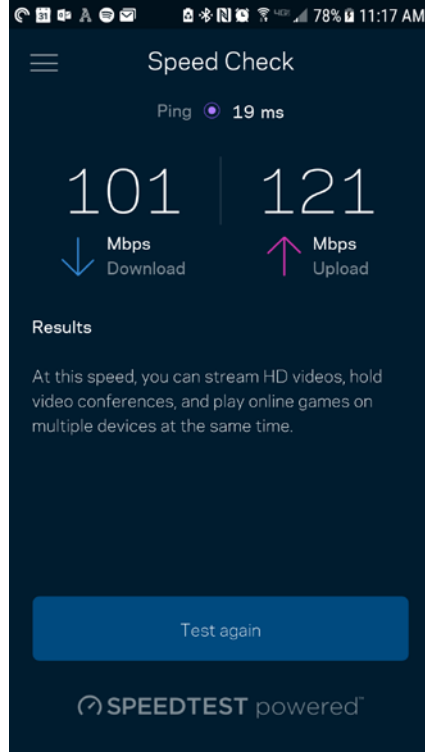 78% 11:17 AM
Speed Check
Ping 19 ms
101 121
Mbps Mbps
Download Upload
Results
At this speed, you can stream HD videos, hold
video conferences, and play online games on
multiple devices at the same time.
Test again
SPEEDTEST powered™